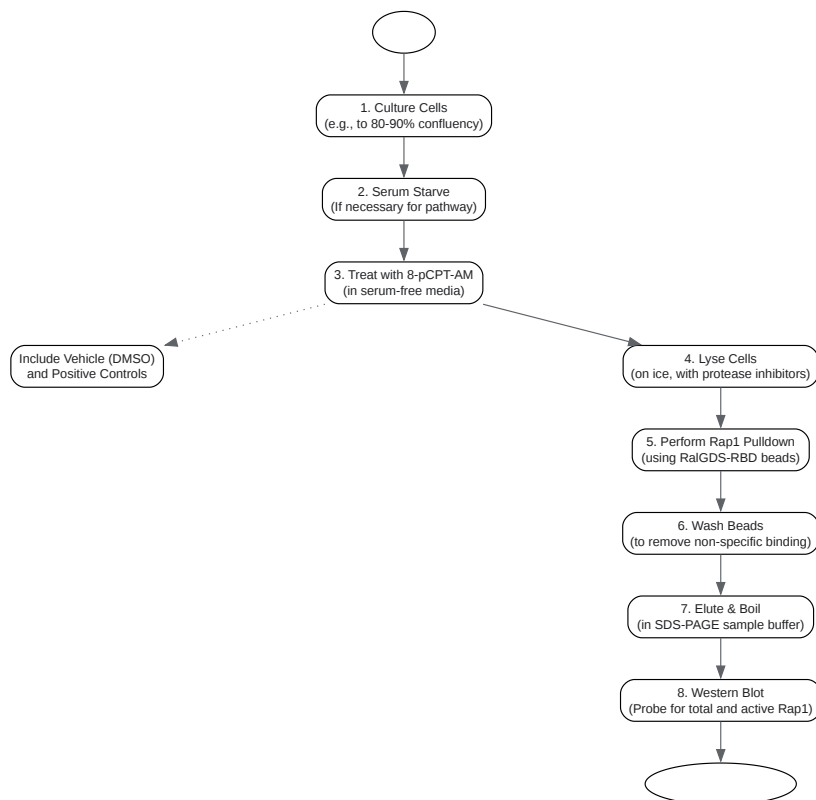 1. Culture Cells
(e.g., to 80-90% confluency)
2. Serum Starve
(If necessary for pathway)
3. Treat with 8-pCPT-AM
(in serum-free media)
Include Vehicle (DMSO)
and Positive Controls
4. Lyse Cells
(on ice, with protease inhibitors)
5. Perform Rap1 Pulldown
(using RalGDS-RBD beads)
6. Wash Beads
(to remove non-specific binding)
7. Elute & Boil
(in SDS-PAGE sample buffer)
8. Western Blot
(Probe for total and active Rap1)